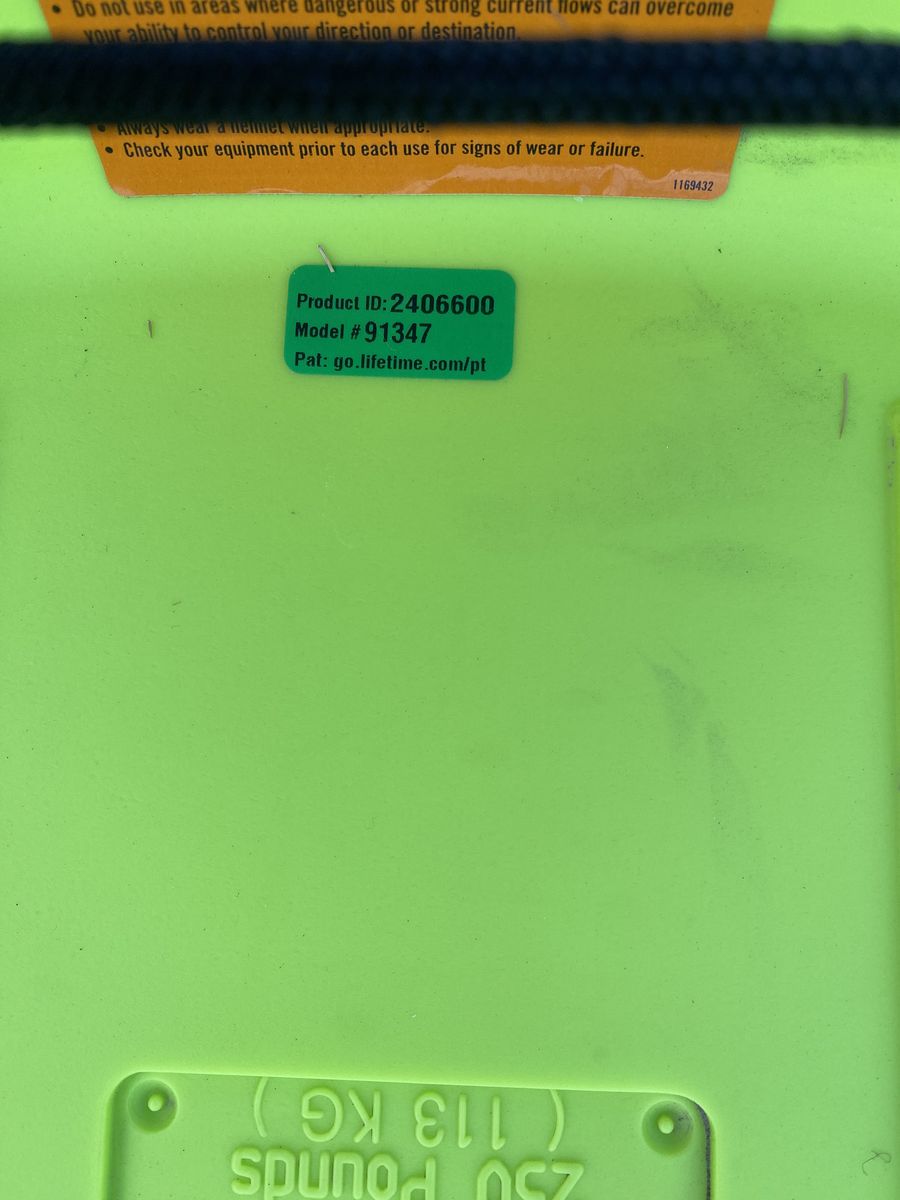 • Do not use in areas where dangerous or strong current flows can overcome
your ability to control your direction or destination.
• Always wear a helmet when appropriate.
• Check your equipment prior to each use for signs of wear or failure.
1169432
Product ID: 2406600
Model # 91347
Pat: go.lifetime.com/pt
250 Pounds
( 113 KG )